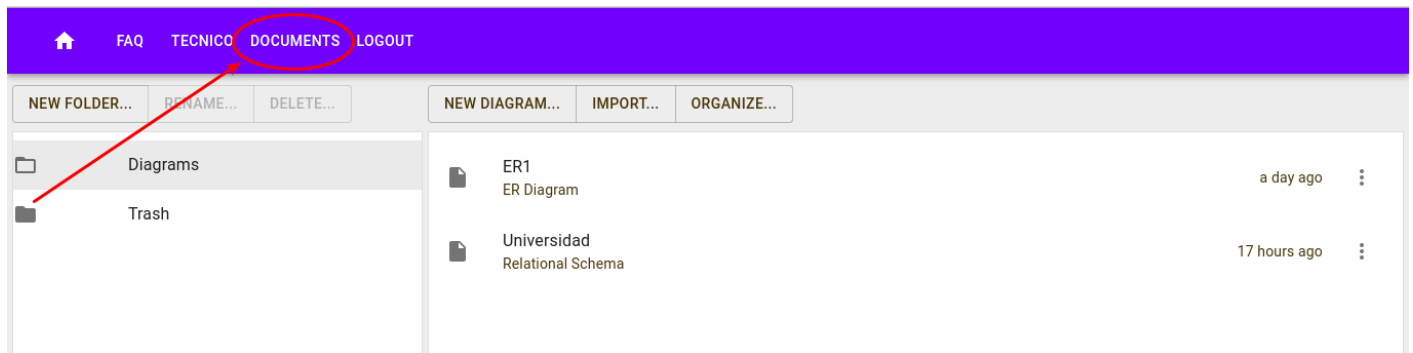 FAQ TECNICO DOCUMENTS LOGOUT
NEW FOLDER... RENAME... DELETE... NEW DIAGRAM... IMPORT... ORGANIZE...
Diagrams
Trash
ER1
ER Diagram
a day ago
Universidad
Relational Schema
17 hours ago